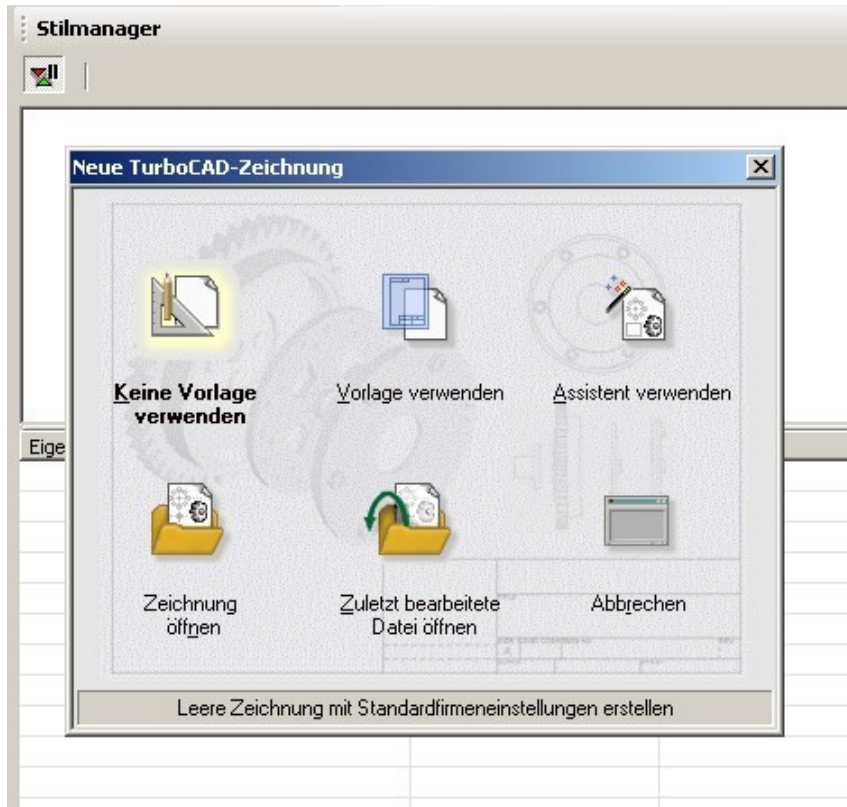 Stilmanager
Neue TurboCAD-Zeichnung
Keine Vorlage
verwenden
Vorlage verwenden
Assistent verwenden
Eige
Zeichnung
öffnen
Zuletzt bearbeitete
Datei öffnen
Abbrechen
Leere Zeichnung mit Standardfirmeneinstellungen erstellen